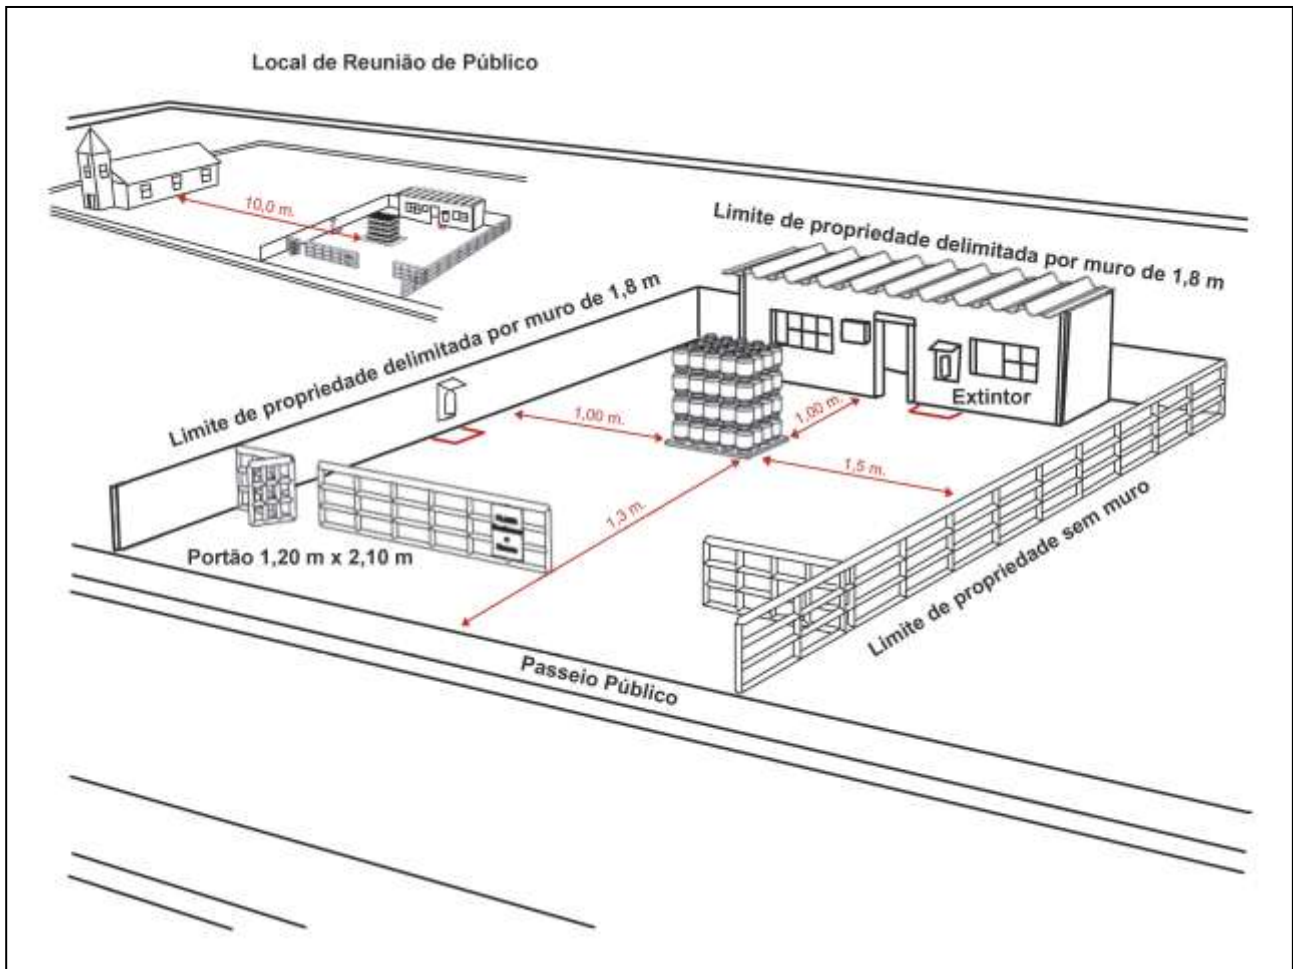 Local de Reunião de Público
10,0 m.
Limite de propriedade delimitada por muro de 1,8 m
Limite de propriedade delimitada por muro de 1,8 m
Extintor
1,00 m.
1,00 m.
1,5 m.
1,3 m.
Portão 1,20 m x 2,10 m
Limite de propriedade sem muro
Passeio Público